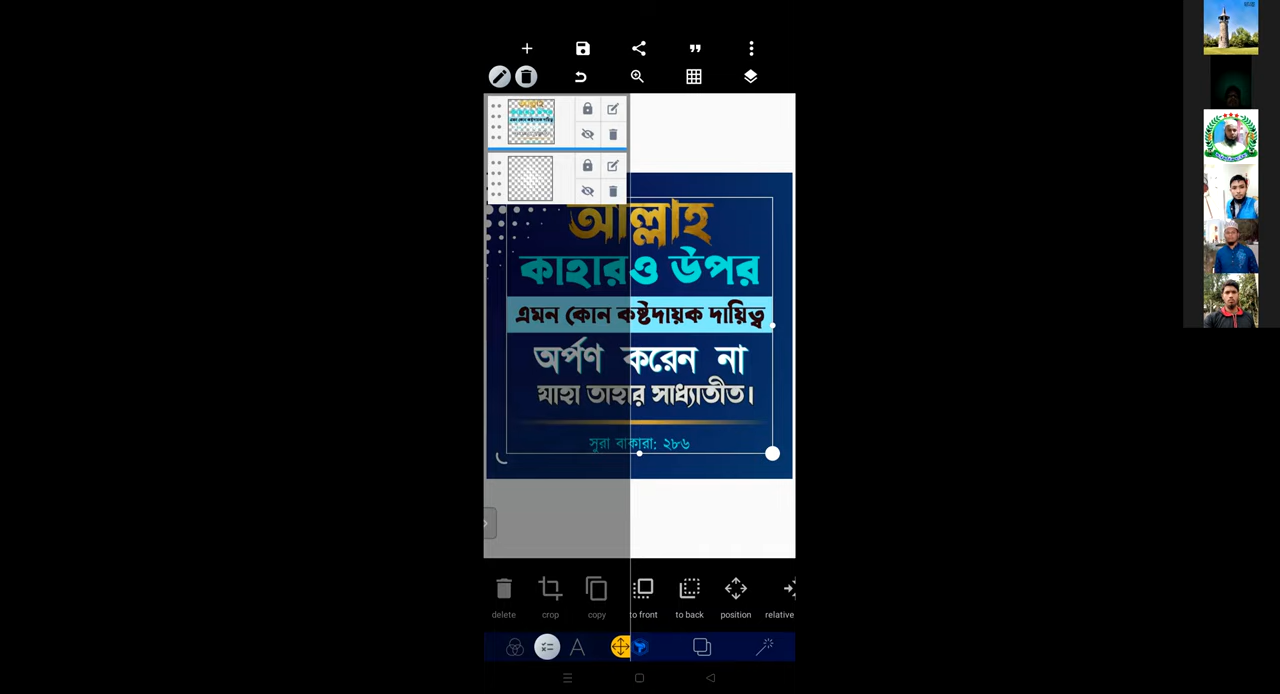 আল্লাহ
কাহারও উপর
এমন কোন কষ্টদায়ক দায়িত্ব
অর্পণ করেন না
যাহা তাহার সাধ্যাতীত।
সুরা বাকারা: ২৮৬
delete
crop
copy
to front
to back
position
relative